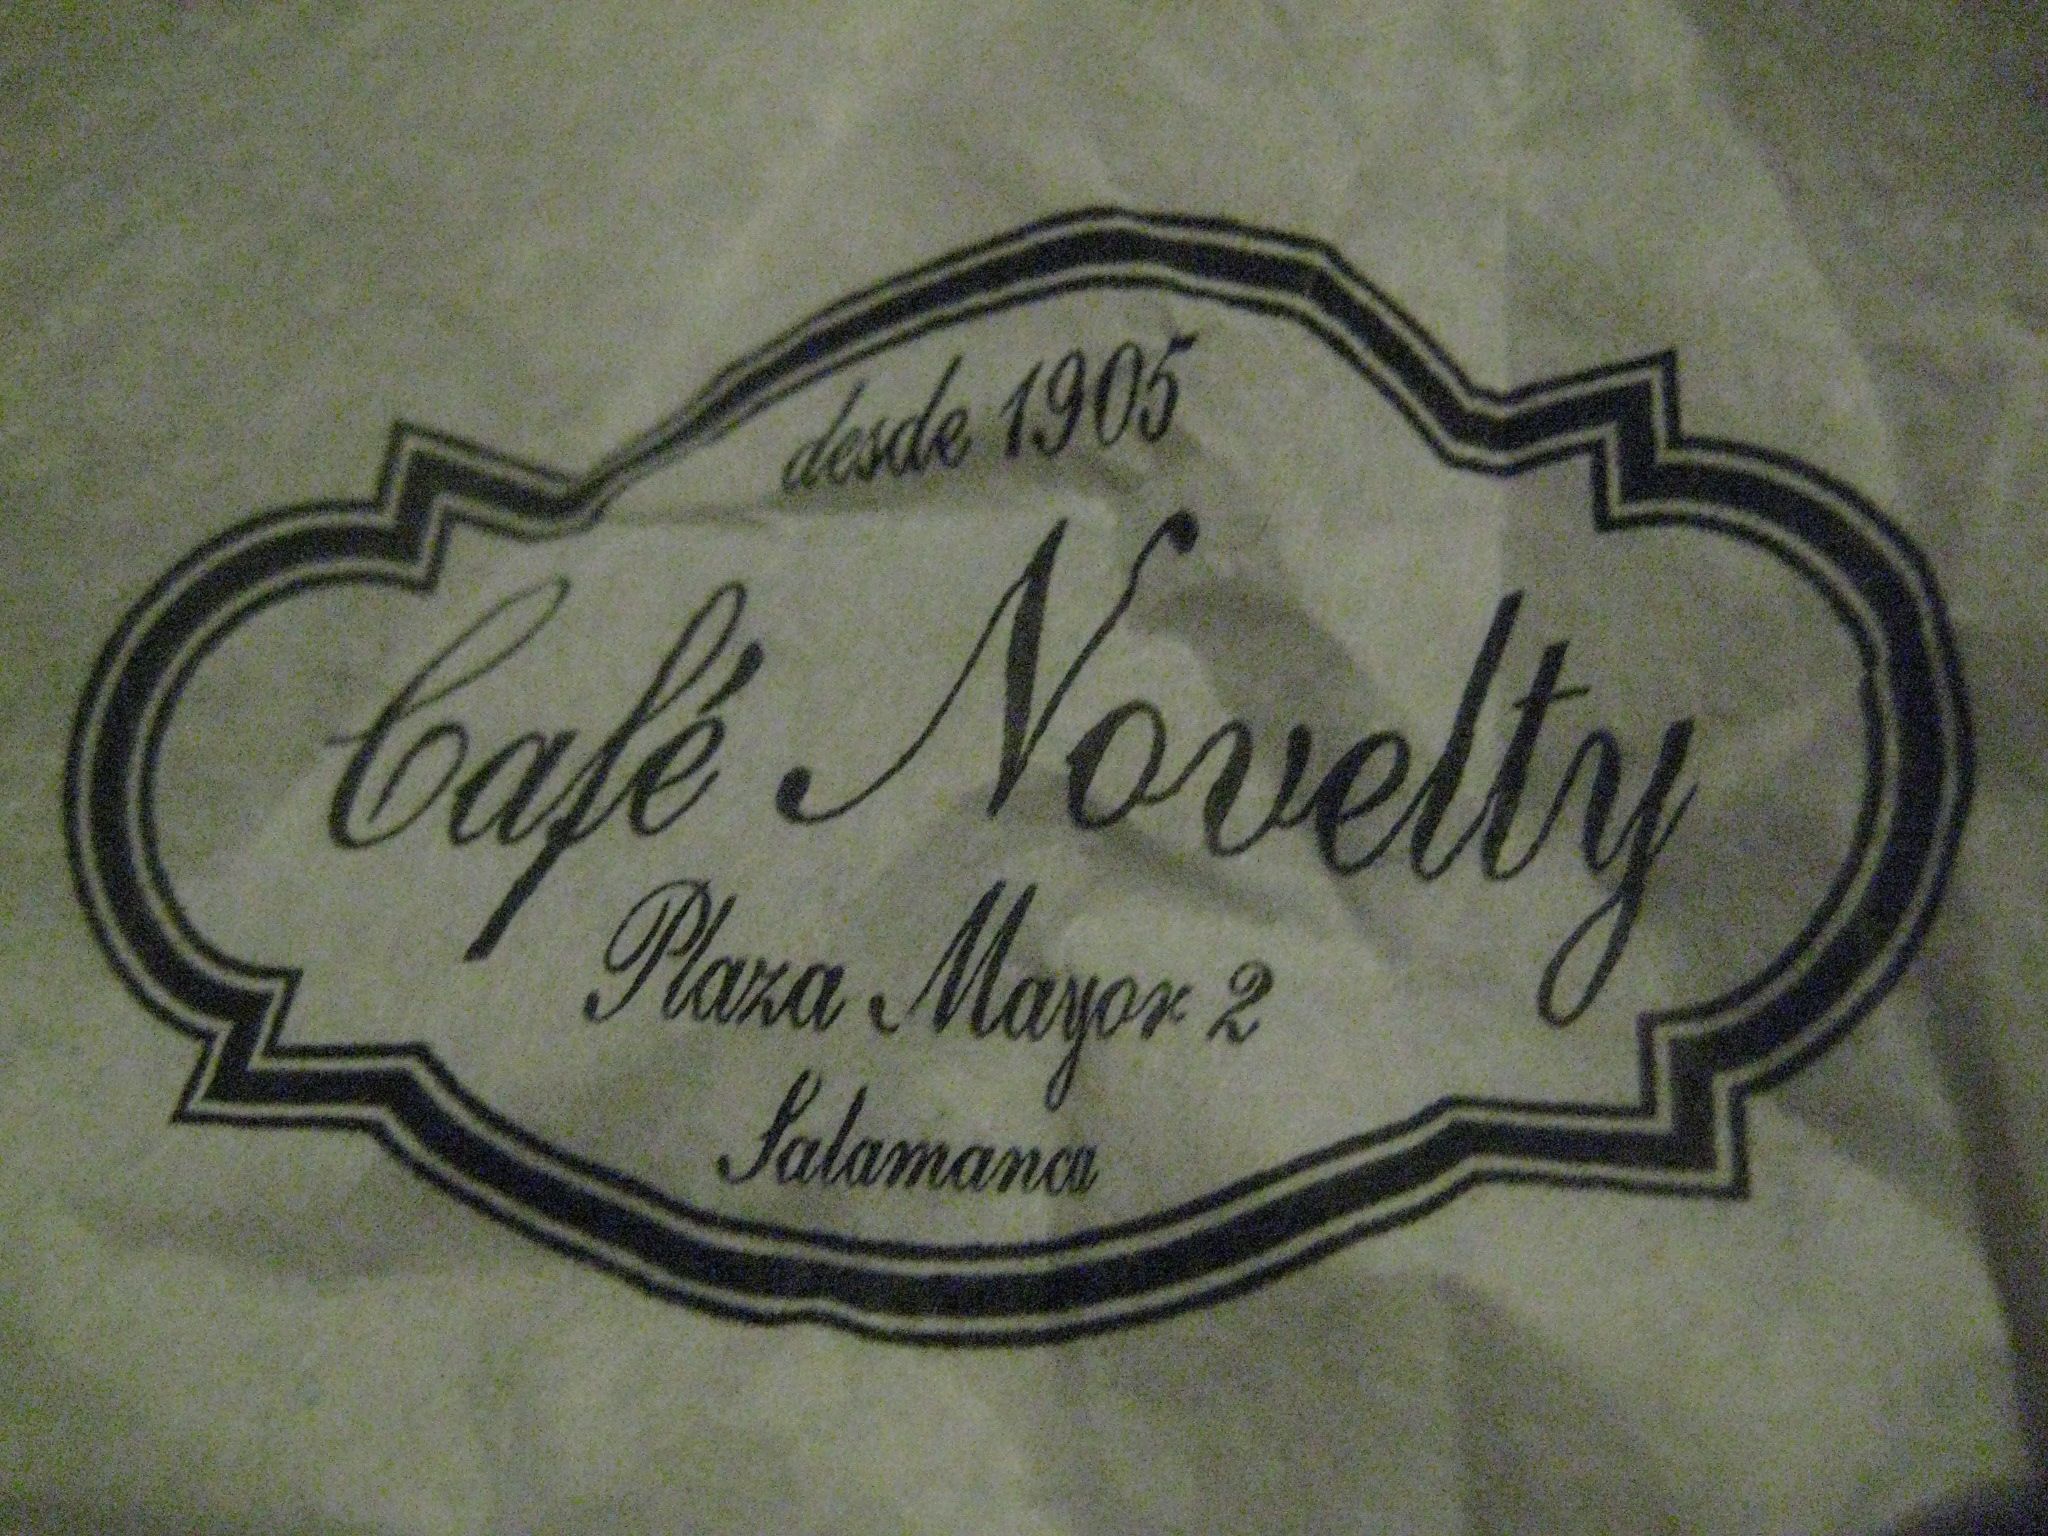 desde 1905
Café Novelty
Plaza Mayor 2
Salamanca